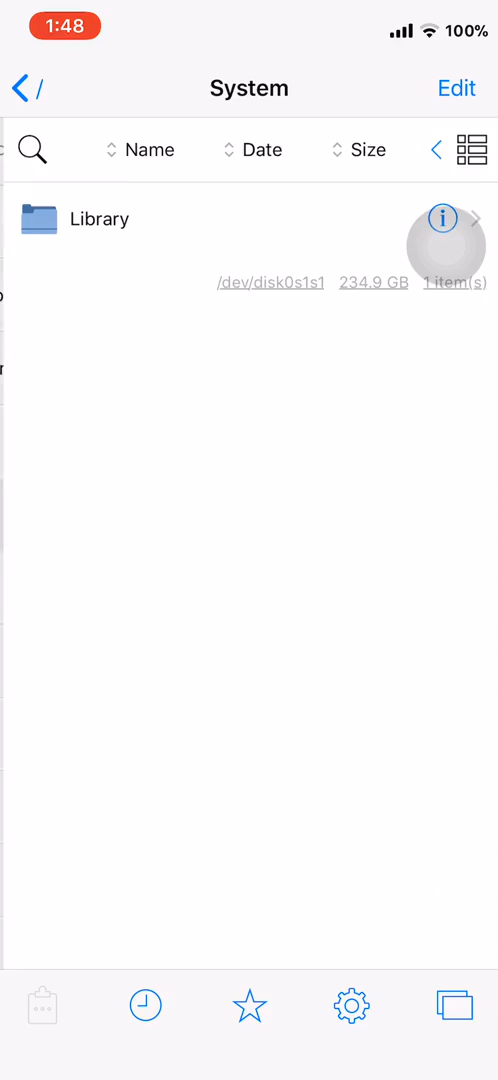 1:48 100%
/ System Edit
Name Date Size
Library
/dev/disk0s1s1 234.9 GB 1 item(s)